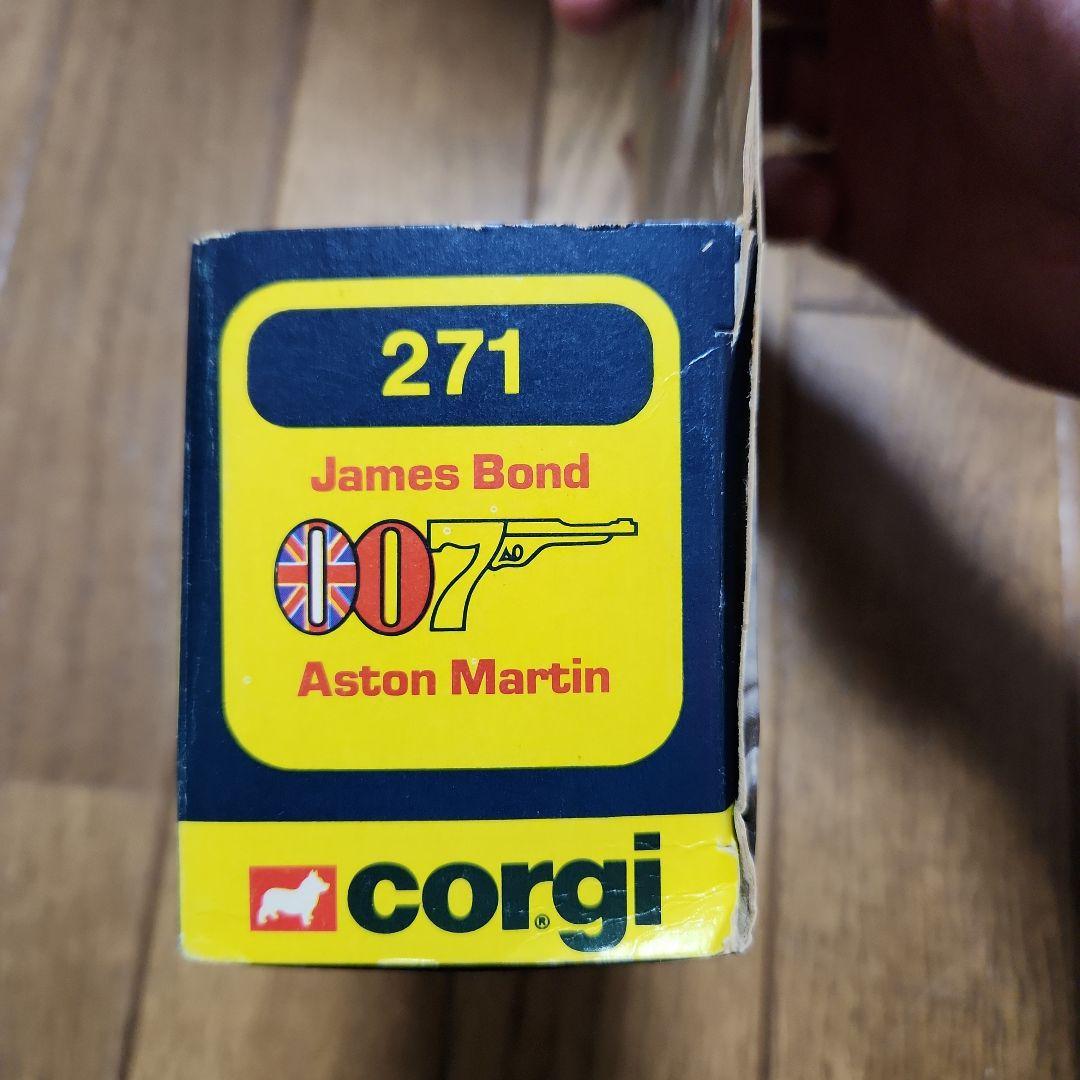 271
James Bond
007
Aston Martin
corgi®